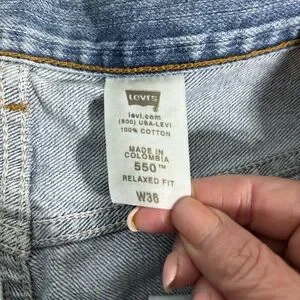 LEVI'S
levi.com
(800) USA-LEVI
100% COTTON
MADE IN
COLOMBIA
550™
RELAXED FIT
W36